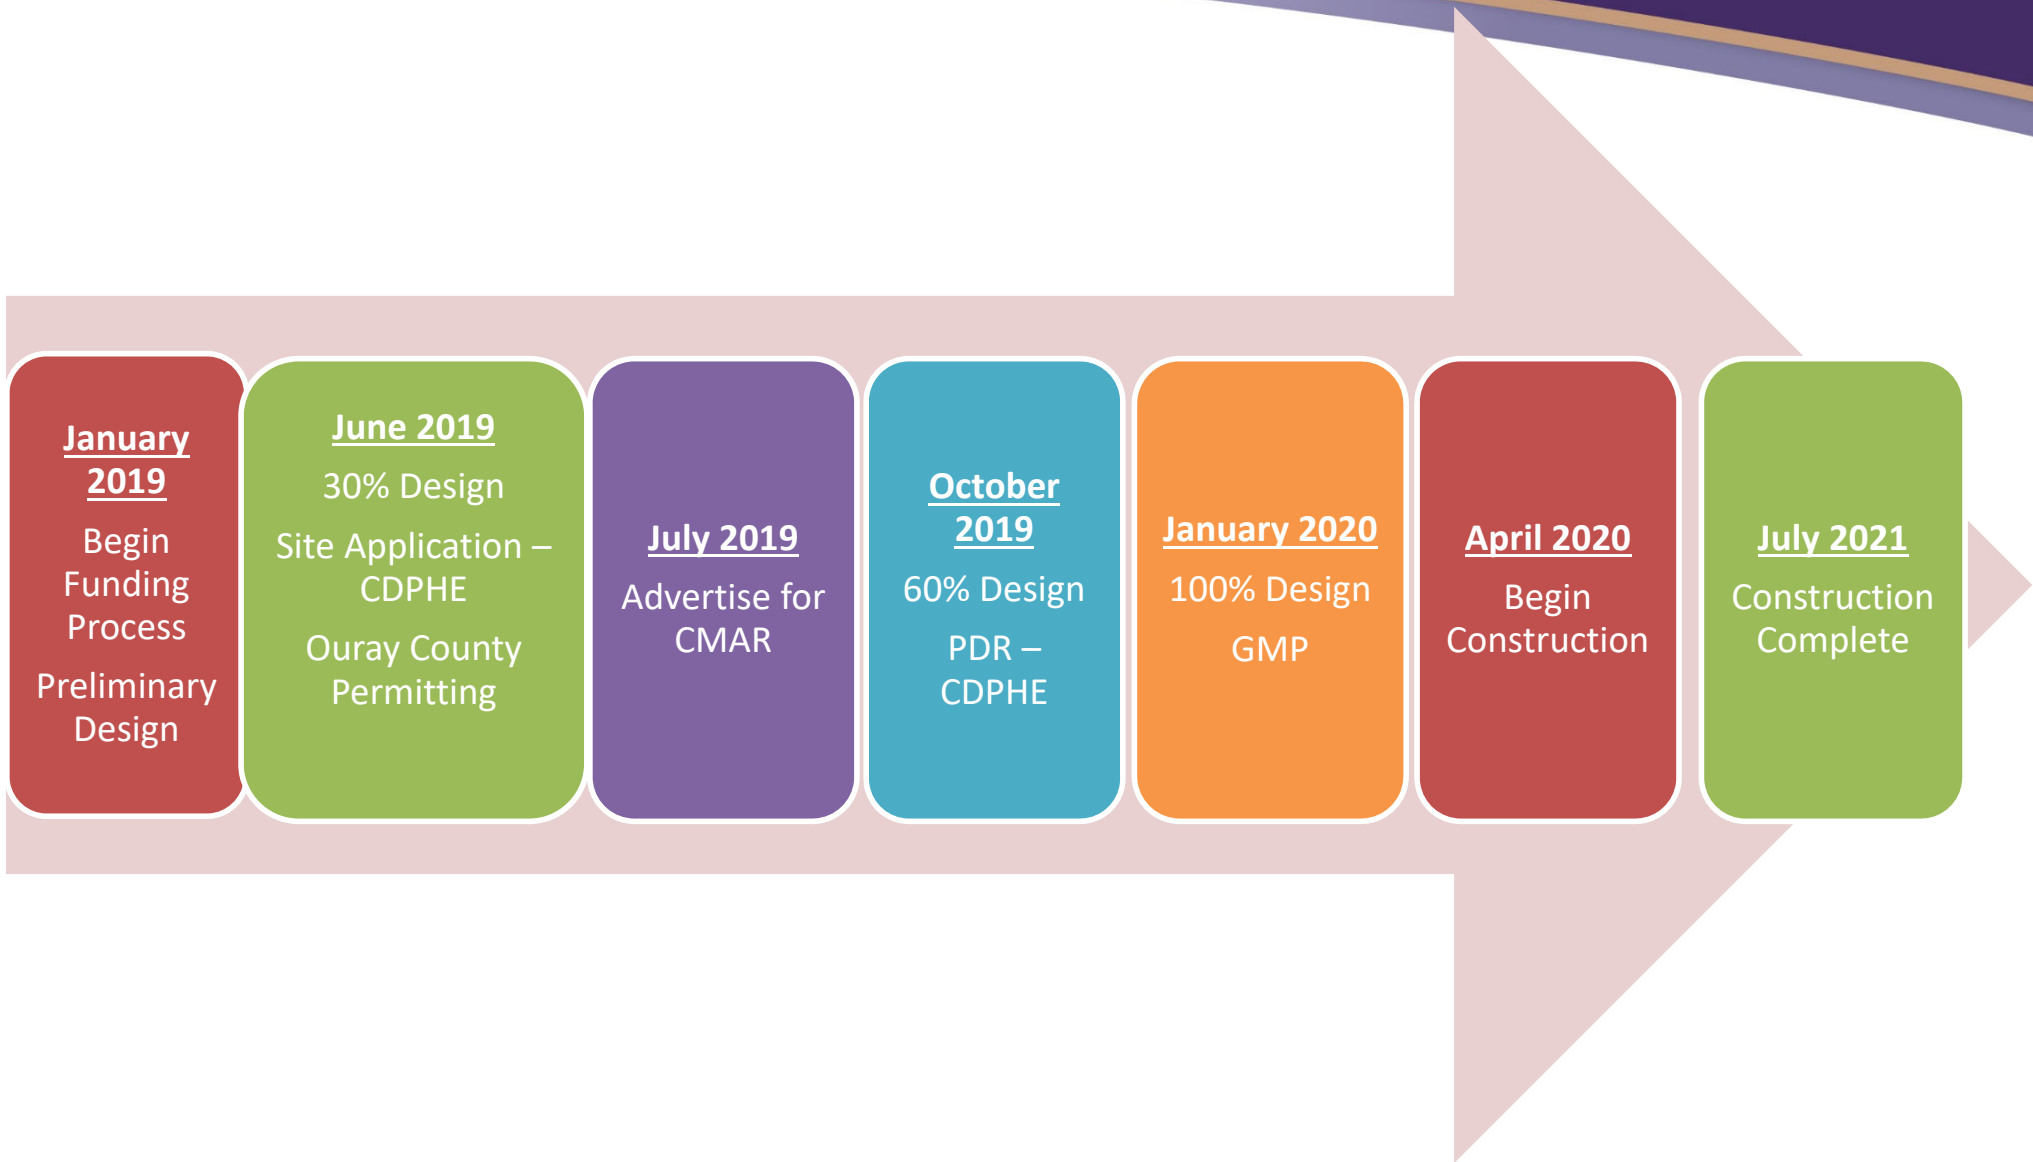 January
2019
Begin
Funding
Process
Preliminary
Design
June 2019
30% Design
Site Application –
CDPHE
Ouray County
Permitting
July 2019
Advertise for
CMAR
October
2019
60% Design
PDR –
CDPHE
January 2020
100% Design
GMP
April 2020
Begin
Construction
July 2021
Construction
Complete